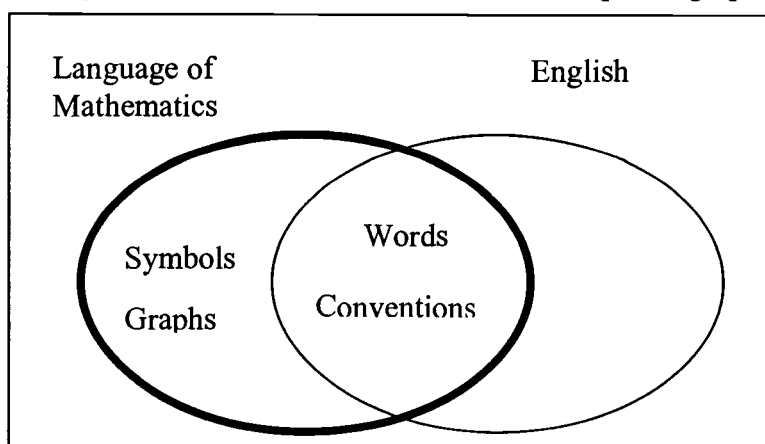 Language of
Mathematics
English
Symbols
Graphs
Words
Conventions